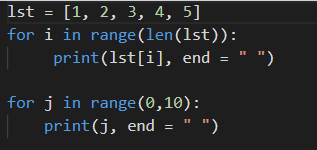 lst = [1, 2, 3, 4, 5]
for i in range(len(lst)):
     print(lst[i], end = " ")

for j in range(0,10):
    print(j, end = " ")